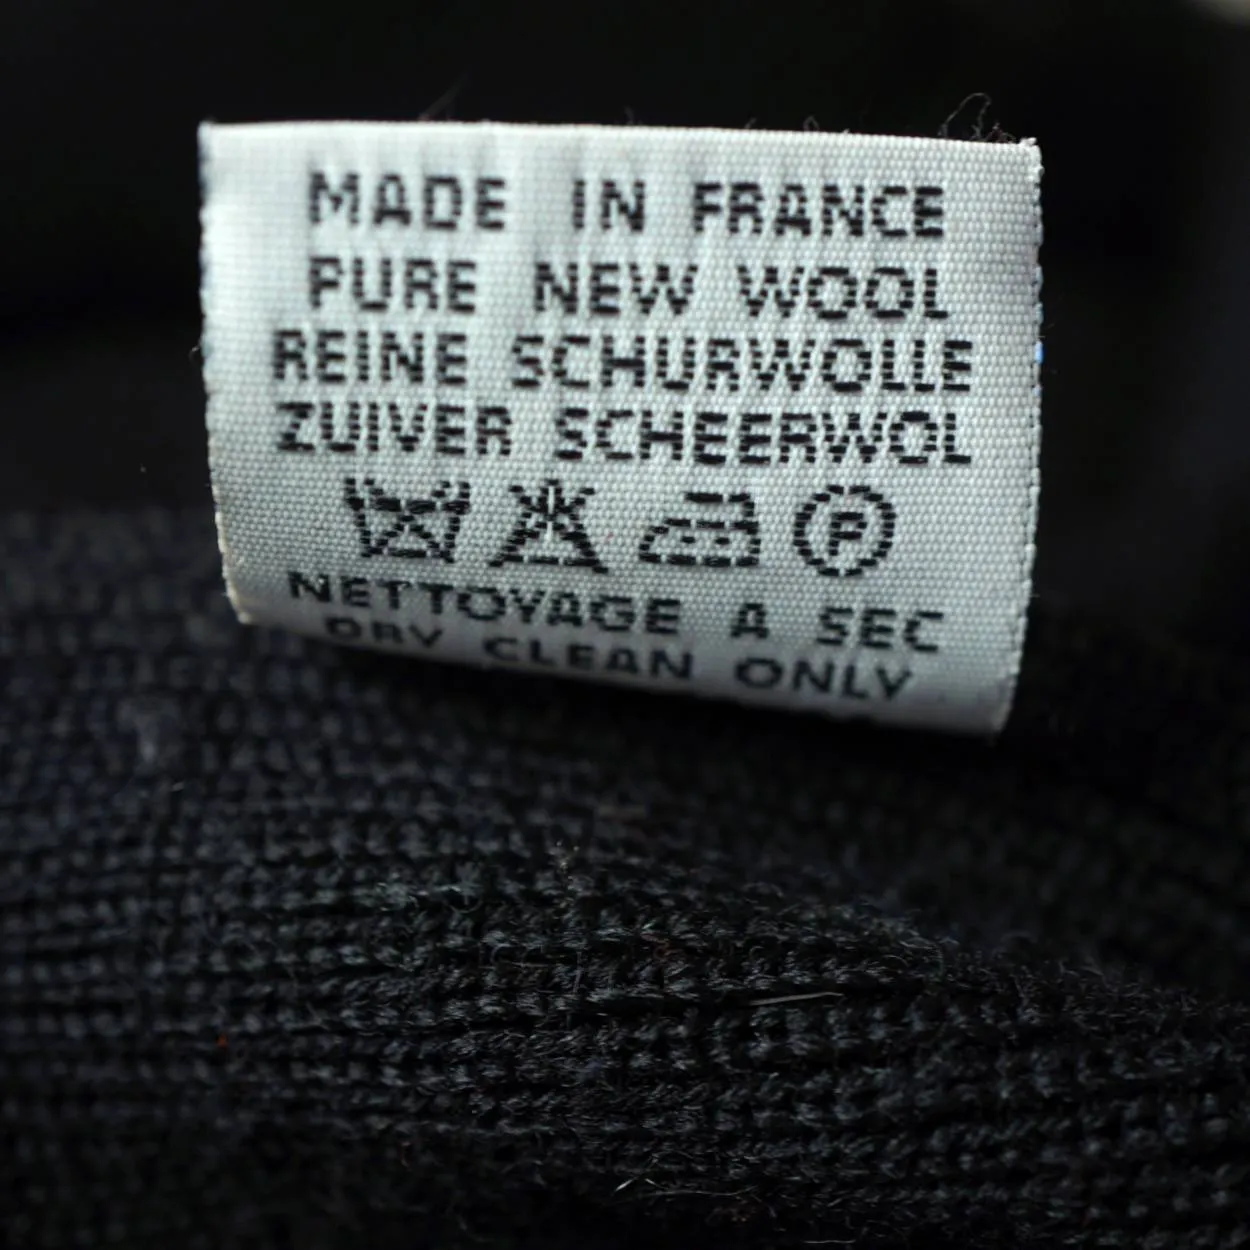 MADE IN FRANCE
PURE NEW WOOL
REINE SCHURWOLLE
ZUIVER SCHEERWOL
P
NETTOYAGE A SEC
DRY CLEAN ONLY